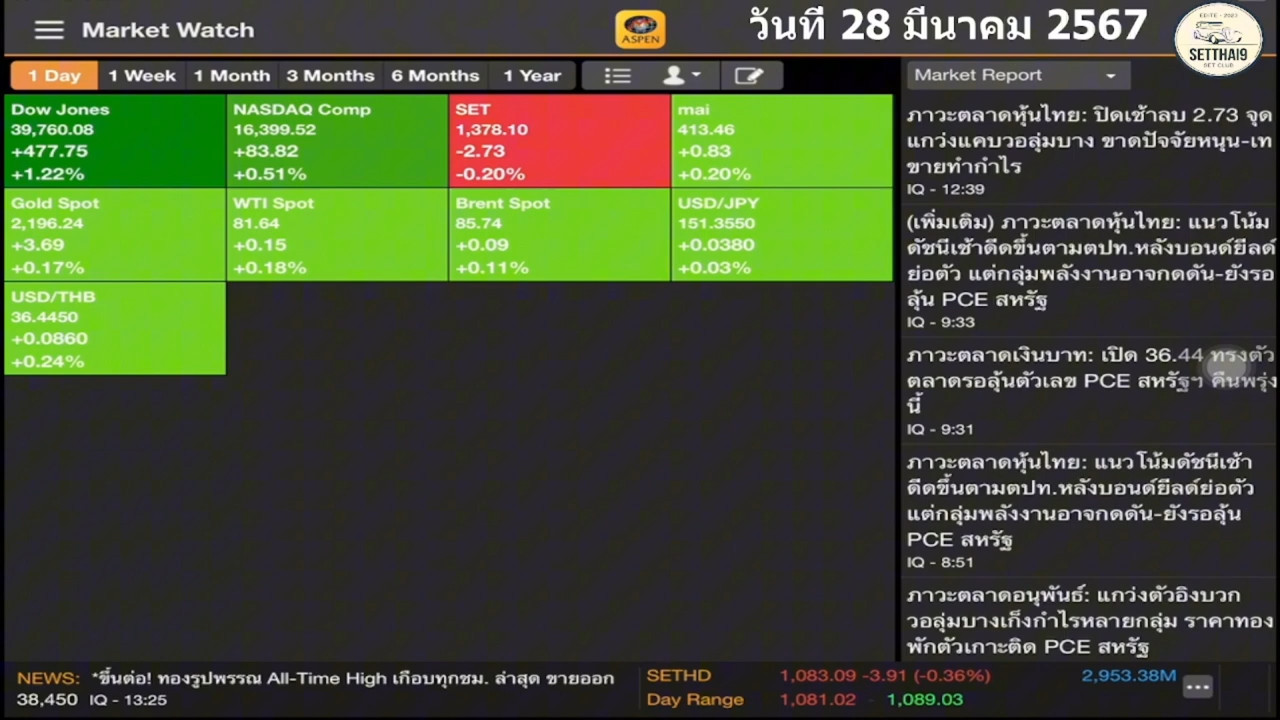 Market Watch
ASPEN
วันที่ 28 มีนาคม 2567
EDITE - 2023
SETTHAI9
SET CLUB
1 Day 1 Week 1 Month 3 Months 6 Months 1 Year
Market Report
Dow Jones
39,760.08
+477.75
+1.22%
NASDAQ Comp
16,399.52
+83.82
+0.51%
SET
1,378.10
-2.73
-0.20%
mai
413.46
+0.83
+0.20%
Gold Spot
2,196.24
+3.69
+0.17%
WTI Spot
81.64
+0.15
+0.18%
Brent Spot
85.74
+0.09
+0.11%
USD/JPY
151.3550
+0.0380
+0.03%
USD/THB
36.4450
+0.0860
+0.24%
ภาวะตลาดหุ้นไทย: ปิดเช้าลบ 2.73 จุด
แกว่งแคบวอลุ่มบาง ขาดปัจจัยหนุน-เท
ขายทำกำไร
IQ - 12:39
(เพิ่มเติม) ภาวะตลาดหุ้นไทย: แนวโน้ม
ดัชนีเช้าดีดขึ้นตามตปท.หลังบอนด์ยีลด์
ย่อตัว แต่กลุ่มพลังงานอาจกดดัน-ยังรอ
ลุ้น PCE สหรัฐ
IQ - 9:33
ภาวะตลาดเงินบาท: เปิด 36.44 ทรงตัว
ตลาดรอลุ้นตัวเลข PCE สหรัฐฯ คืนพรุ่ง
นี้
IQ - 9:31
ภาวะตลาดหุ้นไทย: แนวโน้มดัชนีเช้า
ดีดขึ้นตามตปท.หลังบอนด์ยีลด์ย่อตัว
แต่กลุ่มพลังงานอาจกดดัน-ยังรอลุ้น
PCE สหรัฐ
IQ - 8:51
ภาวะตลาดอนุพันธ์: แกว่งตัวอิงบวก
วอลุ่มบางเก็งกำไรหลายกลุ่ม ราคาทอง
พักตัวเกาะติด PCE สหรัฐ
NEWS: *ขึ้นต่อ! ทองรูปพรรณ All-Time High เกือบทุกชม. ล่าสุด ขายออก
38,450 IQ - 13:25
SETHD 1,083.09 -3.91 (-0.36%) 2,953.38M
Day Range 1,081.02 - 1,089.03